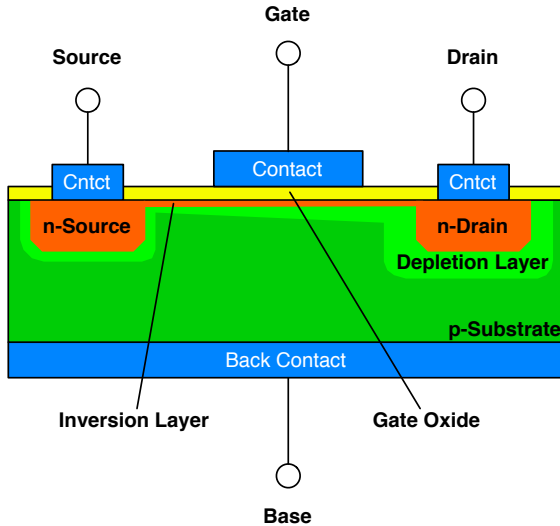 Gate
Source
Drain
Contact
Cntct
Cntct
n-Source
n-Drain
Depletion Layer
p-Substrate
Back Contact
Inversion Layer
Gate Oxide
Base